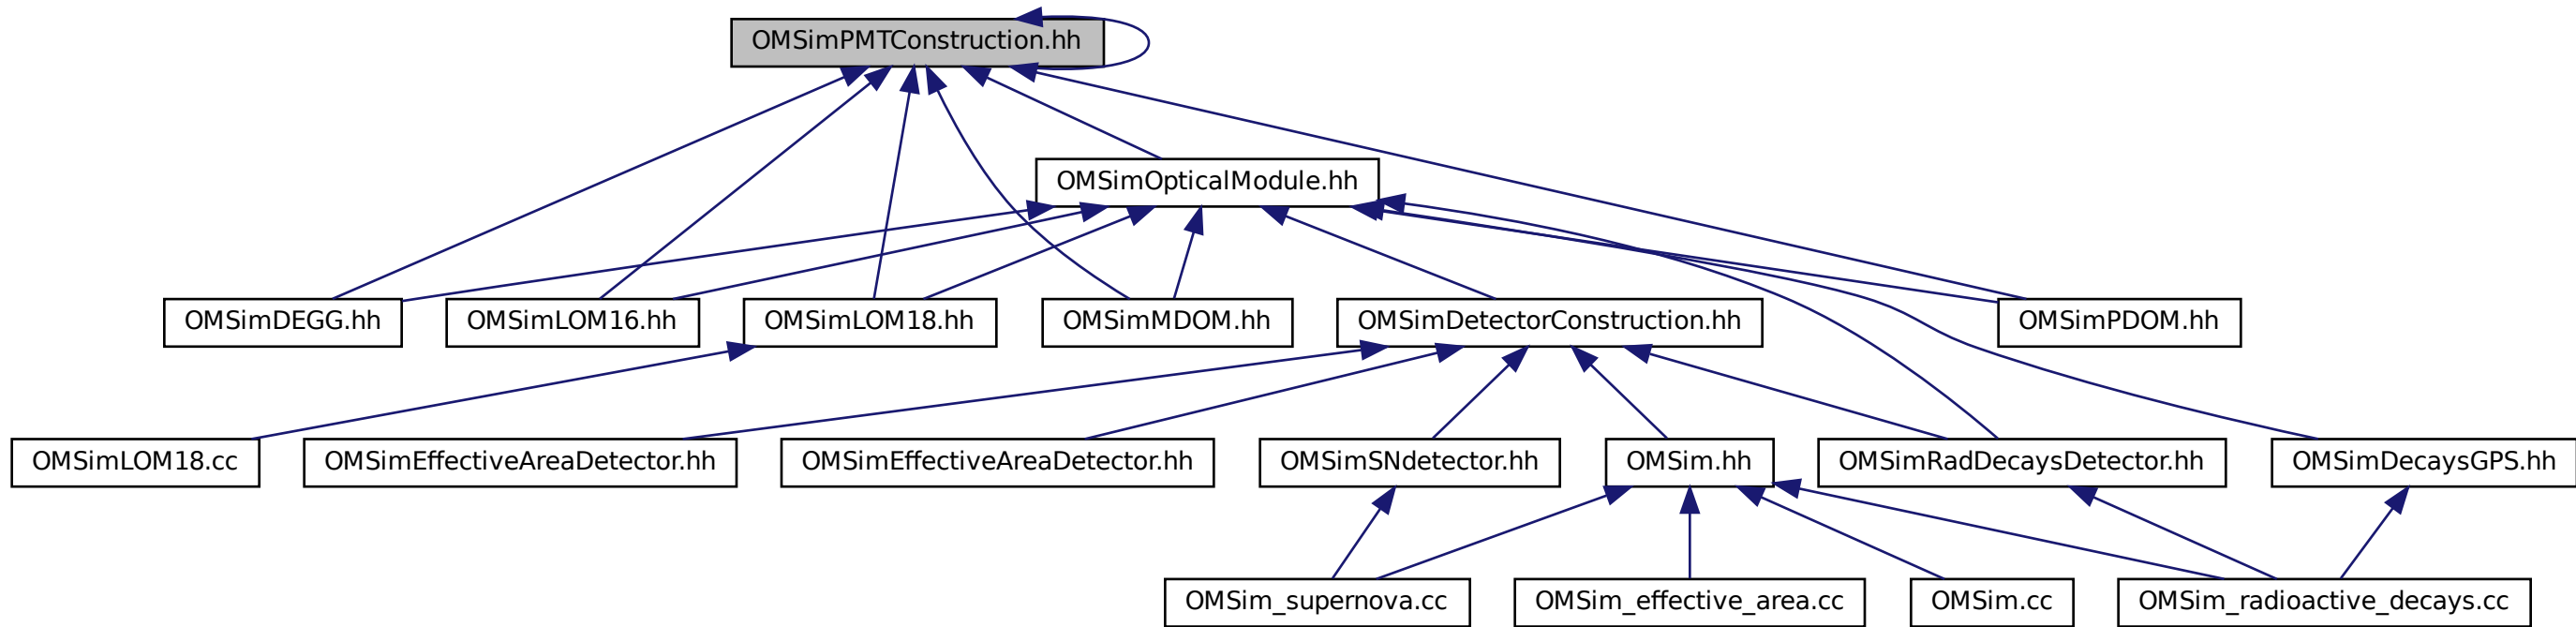 OMSimPMTConstruction.hh
OMSimOpticalModule.hh
OMSimDEGG.hh
OMSimLOM16.hh
OMSimLOM18.hh
OMSimMDOM.hh
OMSimDetectorConstruction.hh
OMSimPDOM.hh
OMSimLOM18.cc
OMSimEffectiveAreaDetector.hh
OMSimEffectiveAreaDetector.hh
OMSimSNdetector.hh
OMSim.hh
OMSimRadDecaysDetector.hh
OMSimDecaysGPS.hh
OMSim_supernova.cc
OMSim_effective_area.cc
OMSim.cc
OMSim_radioactive_decays.cc